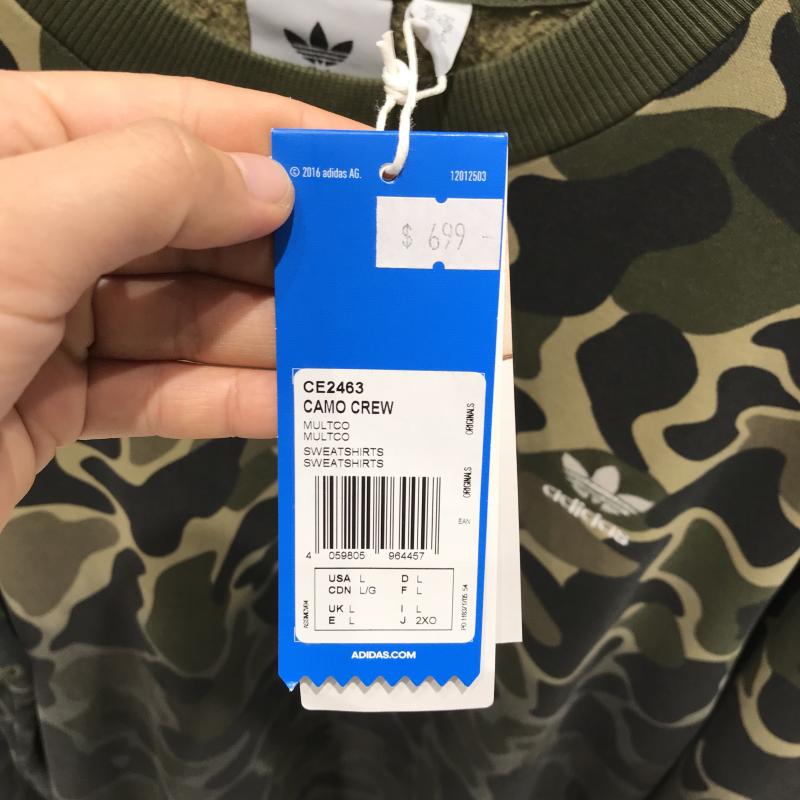 © 2016 adidas AG.
12012503
$ 699 -
CE2463
CAMO CREW
MULTCO
MULTCO
SWEATSHIRTS
SWEATSHIRTS
ORIGINALS
ORIGINALS
EAN
4 059805 964457
USA L D L
CDN L/G F L
UK L I L
E L J 2XO
ADIDAS.COM
adidas